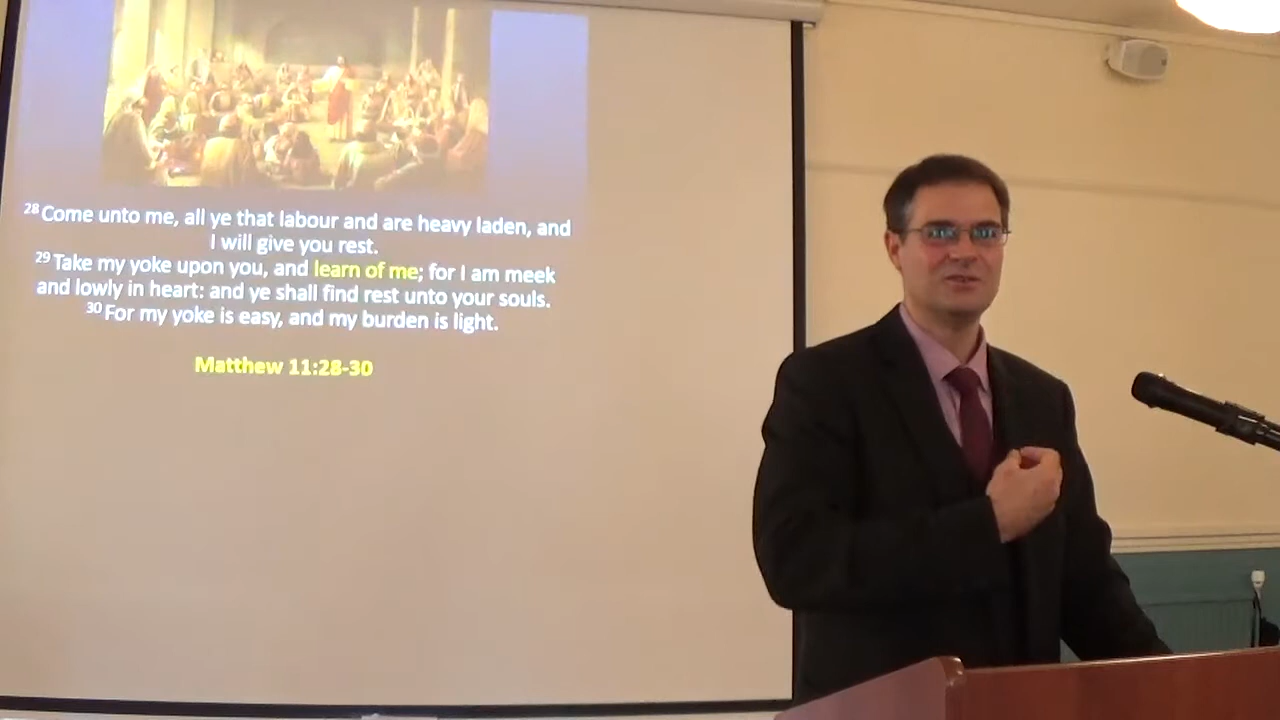 28 Come unto me, all ye that labour and are heavy laden, and
I will give you rest.
29 Take my yoke upon you, and learn of me; for I am meek
and lowly in heart: and ye shall find rest unto your souls.
30 For my yoke is easy, and my burden is light.
Matthew 11:28-30